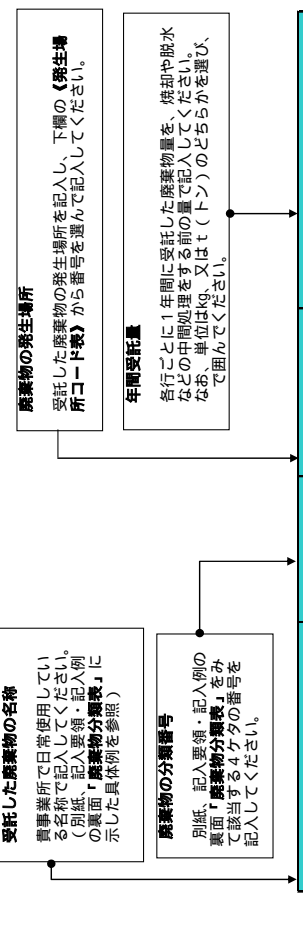 受託した廃棄物の名称
貴事業所で日常使用してい
る名称で記入してください。
（別紙、記入要領・記入例
の裏面「廃棄物分類表」に
示した具体例を参照）
廃棄物の分類番号
別紙、記入要領・記入例の
裏面「廃棄物分類表」をみ
て該当する４ケタの番号を
記入してください。
廃棄物の発生場所
受託した廃棄物の発生場所を記入し、下欄の《発生場
所コード表》から番号を選んで記入してください。
年間受託量
各行ごとに１年間に受託した廃棄物量を、焼却や脱水
などの中間処理をする前の量で記入してください。
なお、単位はkg、又はｔ（トン）のどちらかを選び、
で囲んでください。